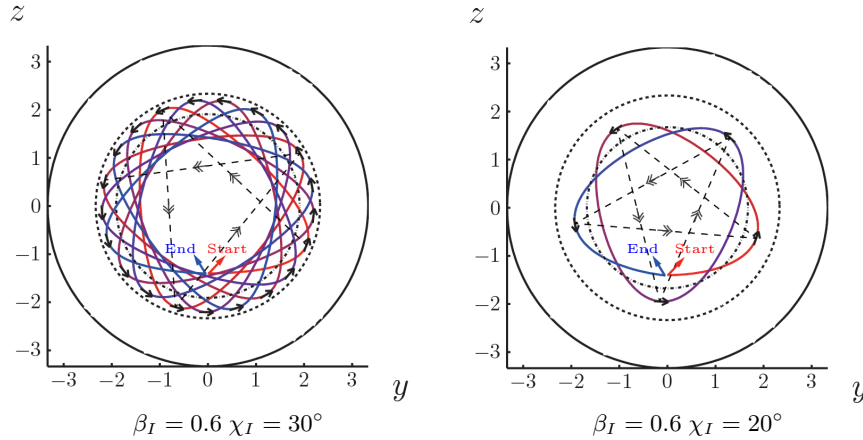 z
3
2
1
0
−1
−2
−3
End Start
−3 −2 −1 0 1 2 3
y
β_I = 0.6 χ_I = 30°
z
3
2
1
0
−1
−2
−3
End Start
−3 −2 −1 0 1 2 3
y
β_I = 0.6 χ_I = 20°